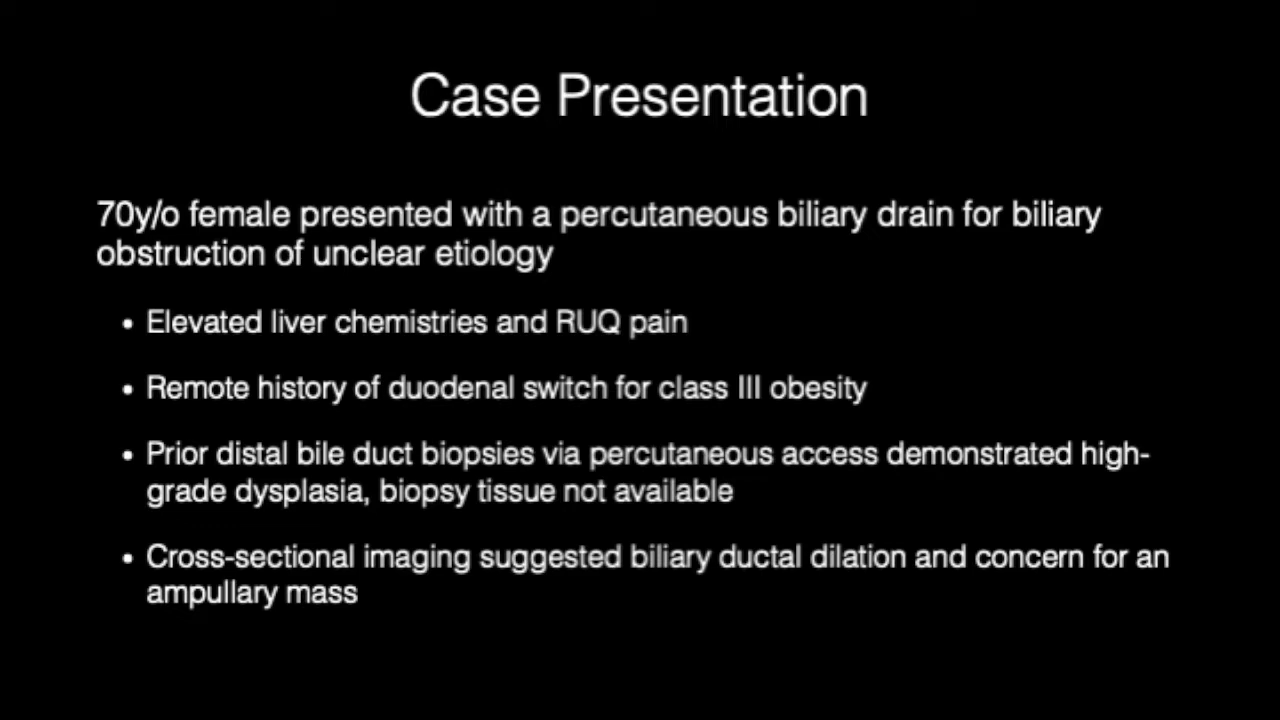 Case Presentation
70y/o female presented with a percutaneous biliary drain for biliary
obstruction of unclear etiology
• Elevated liver chemistries and RUQ pain
• Remote history of duodenal switch for class III obesity
• Prior distal bile duct biopsies via percutaneous access demonstrated high-
grade dysplasia, biopsy tissue not available
• Cross-sectional imaging suggested biliary ductal dilation and concern for an
ampullary mass